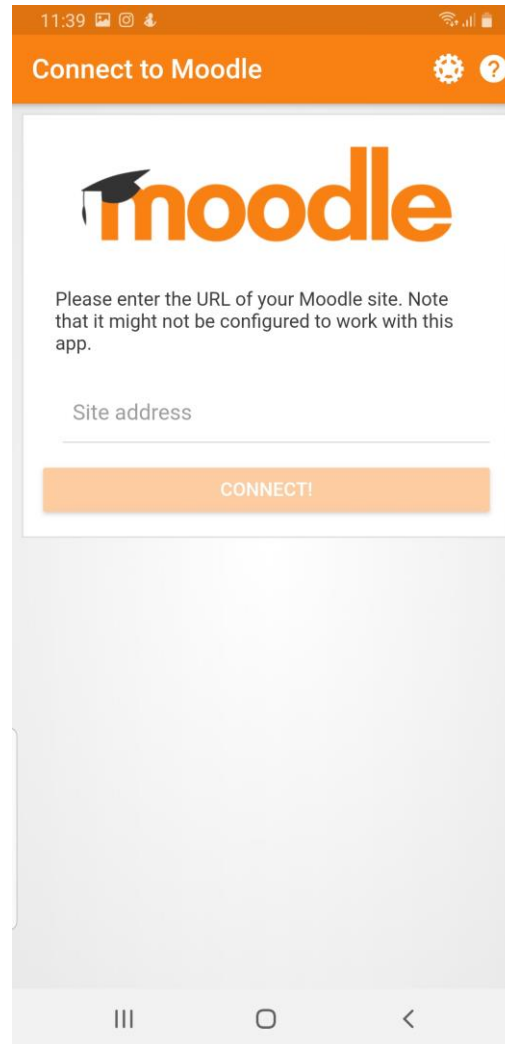 11:39
Connect to Moodle
?
moodle
Please enter the URL of your Moodle site. Note
that it might not be configured to work with this
app.
Site address
CONNECT!